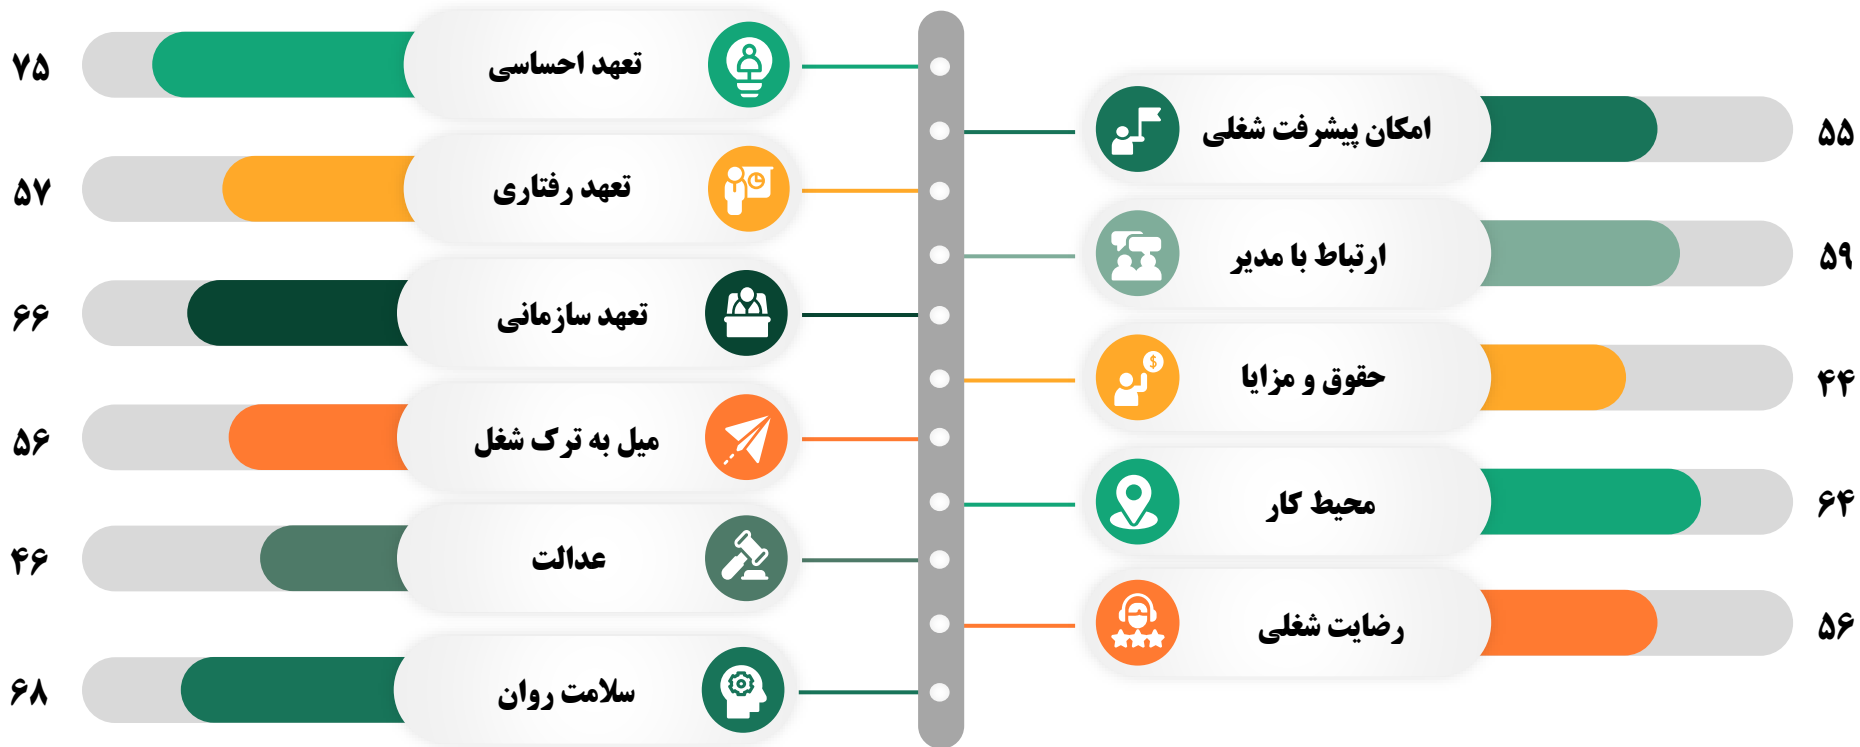 امکان پیشرفت شغلی
۵۵
ارتباط با مدیر
۵۹
حقوق و مزایا
۴۴
محیط کار
۶۴
رضایت شغلی
۵۶
تعهد احساسی
۷۵
تعهد رفتاری
۵۷
تعهد سازمانی
۶۶
میل به ترک شغل
۵۶
عدالت
۴۶
سلامت روان
۶۸